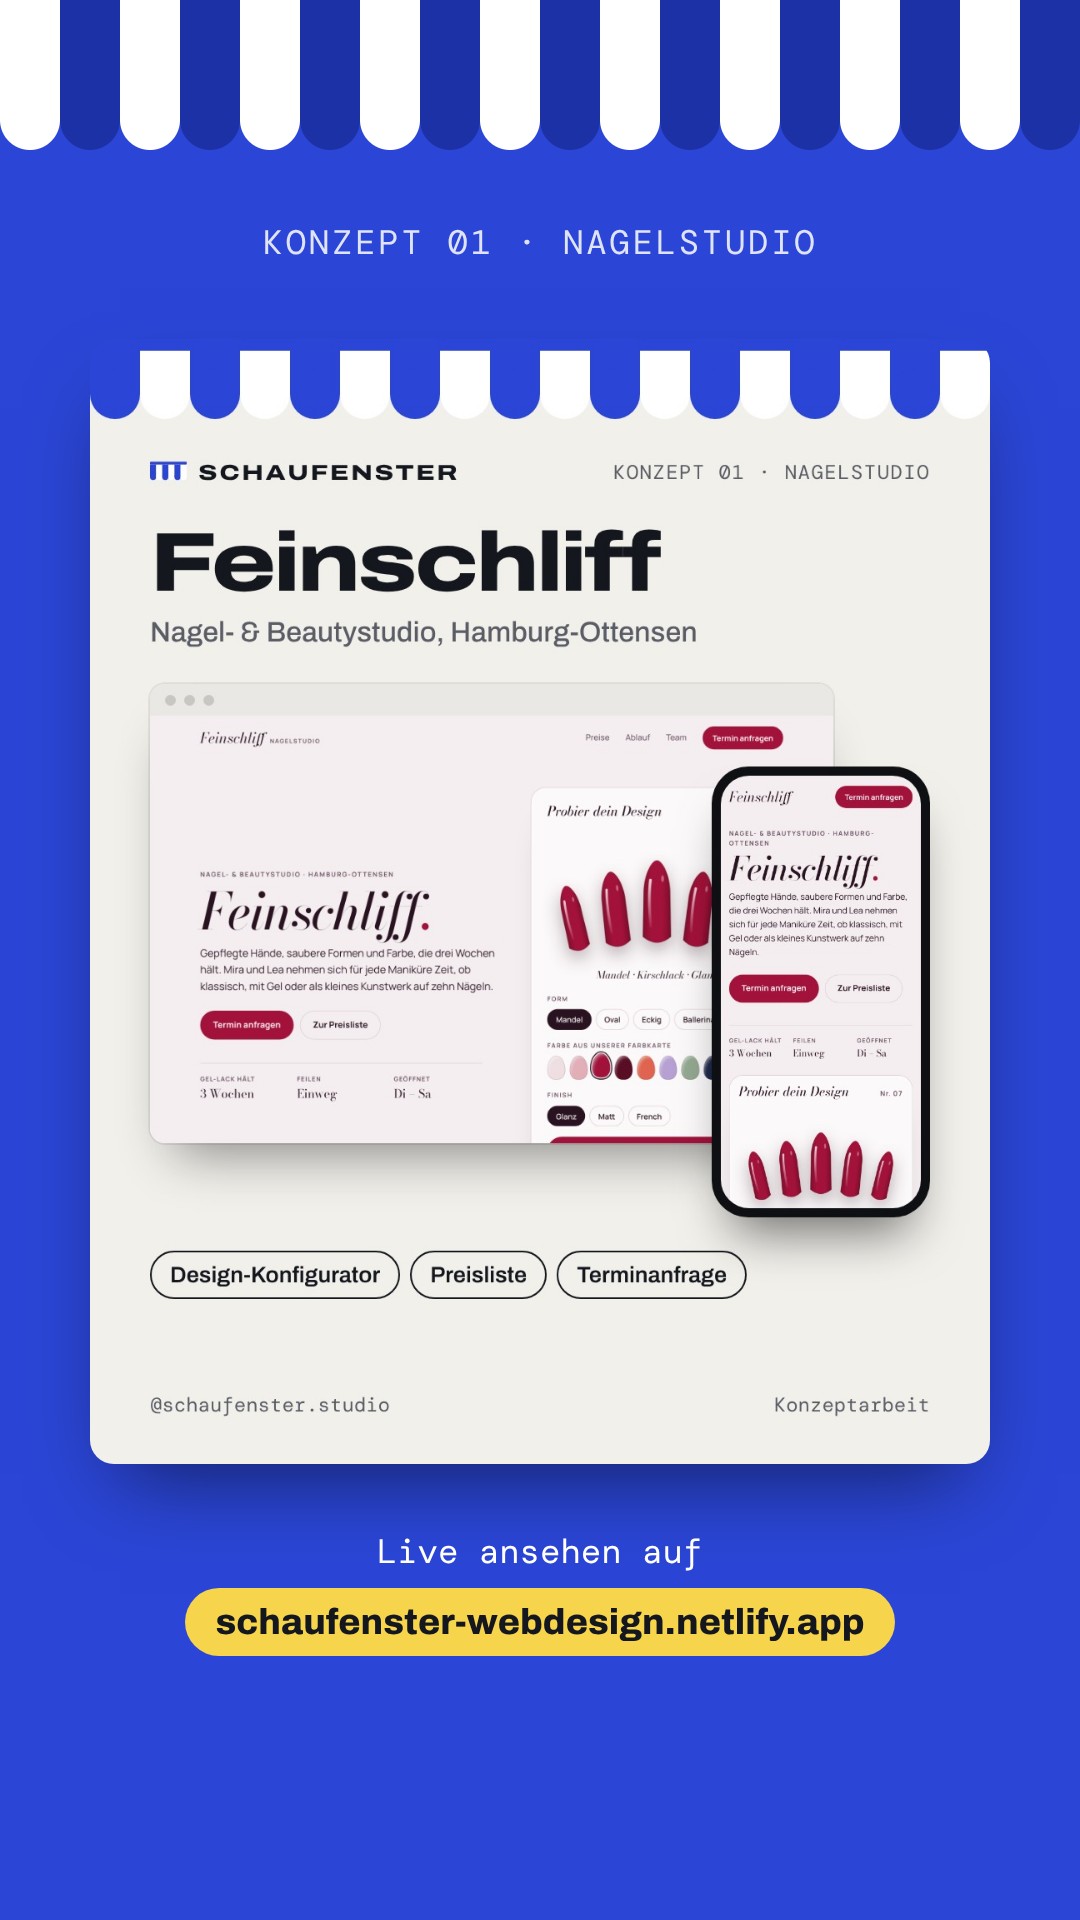 KONZEPT 01 · NAGELSTUDIO
SCHAUFENSTER
KONZEPT 01 · NAGELSTUDIO
Feinschliff
Nagel- & Beautystudio, Hamburg-Ottensen
Feinschliff NAGELSTUDIO
Preise Ablauf Team Termin anfragen
NAGEL- & BEAUTYSTUDIO · HAMBURG-OTTENSEN
Feinschliff.
Gepflegte Hände, saubere Formen und Farbe, die drei Wochen
hält. Mira und Lea nehmen sich für jede Maniküre Zeit, ob
klassisch, mit Gel oder als kleines Kunstwerk auf zehn Nägeln.
Termin anfragen Zur Preisliste
GEL-LACK HÄLT FEILEN GEÖFFNET
3 Wochen Einweg Di – Sa
Probier dein Design
Mandel · Kirschlack ·
FORM
Mandel Oval Eckig
FARBE AUS UNSERER FARBKARTE
FINISH
Glanz Matt French
Feinschliff Termin anfragen
NAGEL- & BEAUTYSTUDIO · HAMBURG-
OTTENSEN
Feinschliff.
Gepflegte Hände, saubere Formen und Farbe,
die drei Wochen hält. Mira und Lea nehmen
sich für jede Maniküre Zeit, ob klassisch, mit
Gel oder als kleines Kunstwerk auf zehn
Nägeln.
Termin anfragen Zur Preisliste
GEL-LACK HÄLT FEILEN GEÖFFNET
3 Wochen Einweg Di – Sa
Probier dein Design Nr. 07
Design-Konfigurator Preisliste Terminanfrage
@schaufenster.studio Konzeptarbeit
Live ansehen auf
schaufenster-webdesign.netlify.app